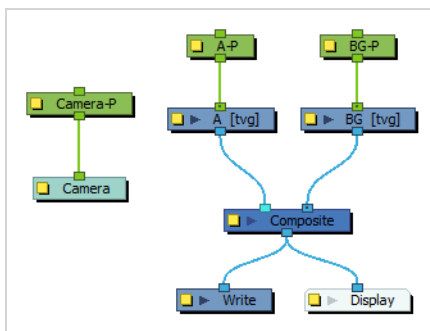 A-P
BG-P
Camera-P
A [tvg]
BG [tvg]
Camera
Composite
Write
Display